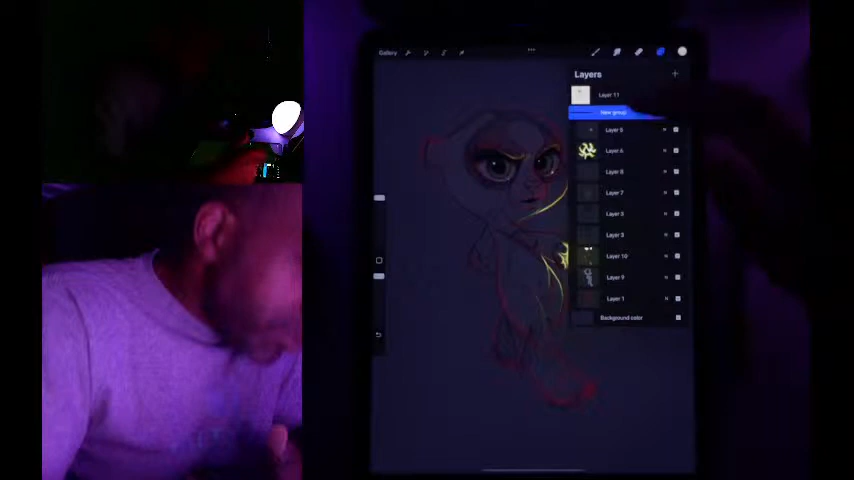 Gallery
Layers
Layer 11
New group
Layer 5
Layer 6
Layer 8
Layer 7
Layer 3
Layer 3
Layer 10
Layer 9
Layer 1
Background color